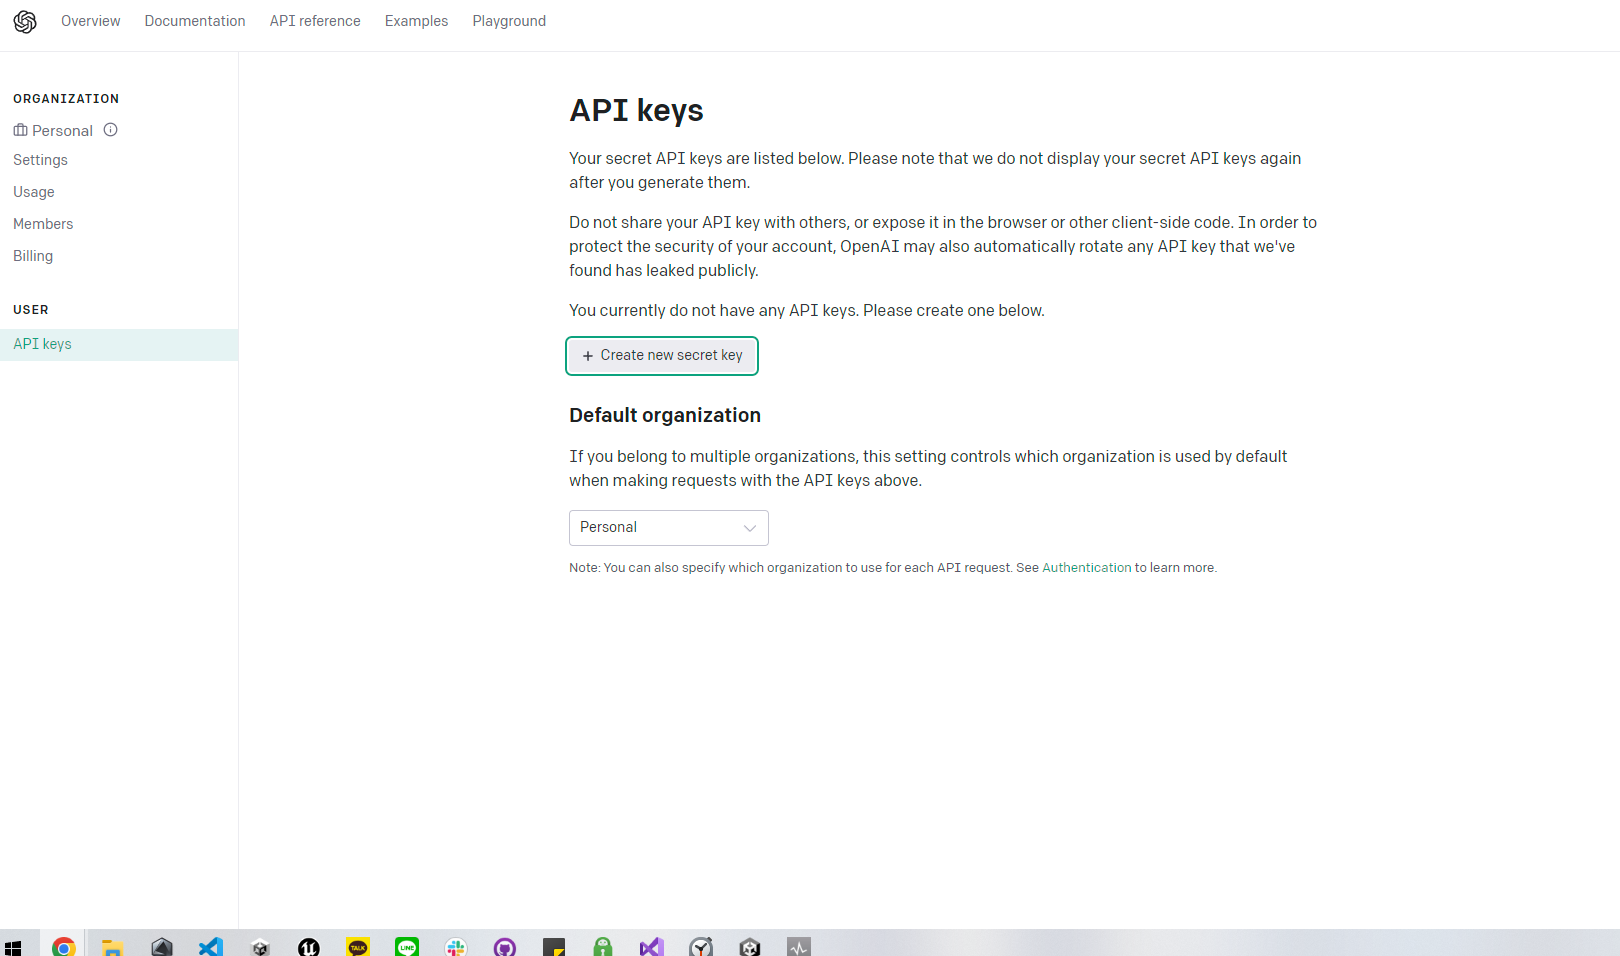 Overview Documentation API reference Examples Playground
ORGANIZATION
Personal
Settings
Usage
Members
Billing
USER
API keys
API keys
Your secret API keys are listed below. Please note that we do not display your secret API keys again
after you generate them.
Do not share your API key with others, or expose it in the browser or other client-side code. In order to
protect the security of your account, OpenAI may also automatically rotate any API key that we've
found has leaked publicly.
You currently do not have any API keys. Please create one below.
+ Create new secret key
Default organization
If you belong to multiple organizations, this setting controls which organization is used by default
when making requests with the API keys above.
Personal
Note: You can also specify which organization to use for each API request. See Authentication to learn more.
TALK
LINE